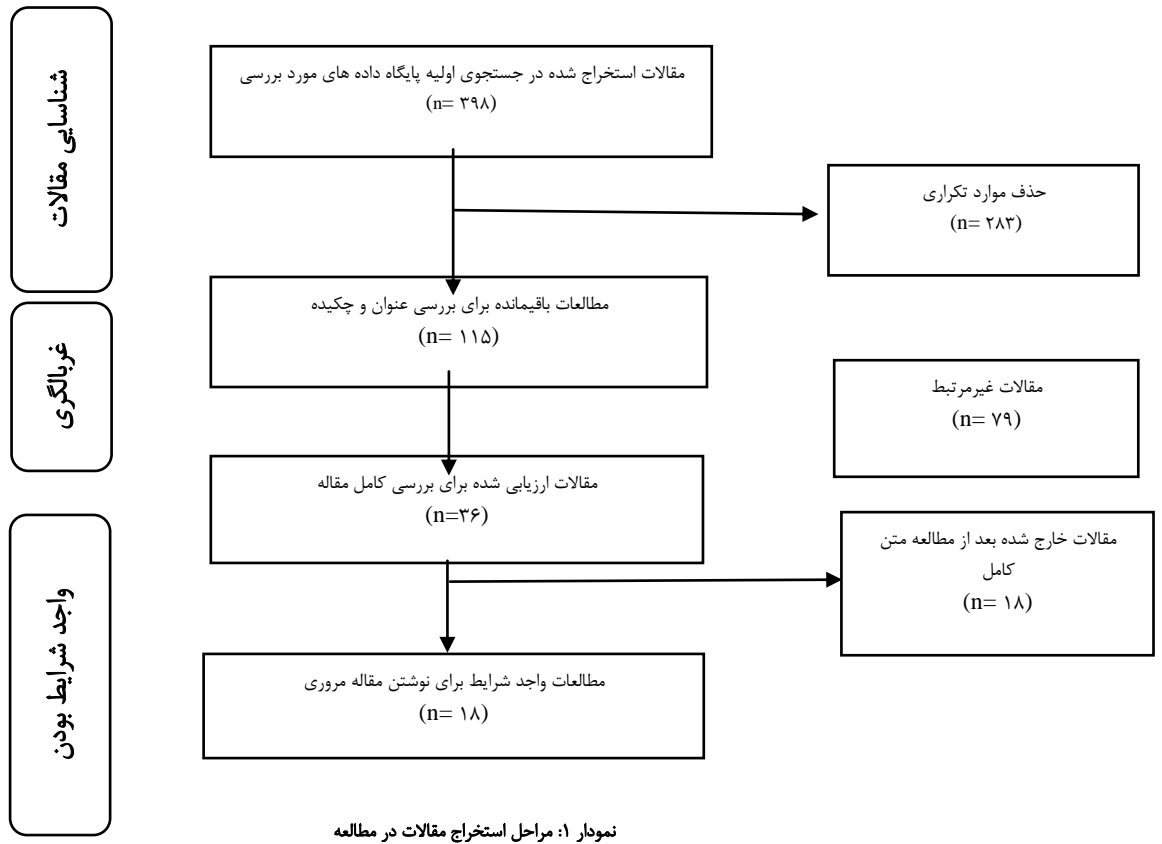 شناسایی مقالات
مقالات استخراج شده در جستجوی اولیه پایگاه داده های مورد بررسی
(n= ۳۹۸)
حذف موارد تکراری
(n= ۲۸۳)
غربالگری
مطالعات باقیمانده برای بررسی عنوان و چکیده
(n= ۱۱۵)
مقالات غیرمرتبط
(n= ۷۹)
مقالات ارزیابی شده برای بررسی کامل مقاله
(n=۳۶)
واجد شرایط بودن
مقالات خارج شده بعد از مطالعه متن
کامل
(n= ۱۸)
مطالعات واجد شرایط برای نوشتن مقاله مروری
(n= ۱۸)
نمودار ۱: مراحل استخراج مقالات در مطالعه